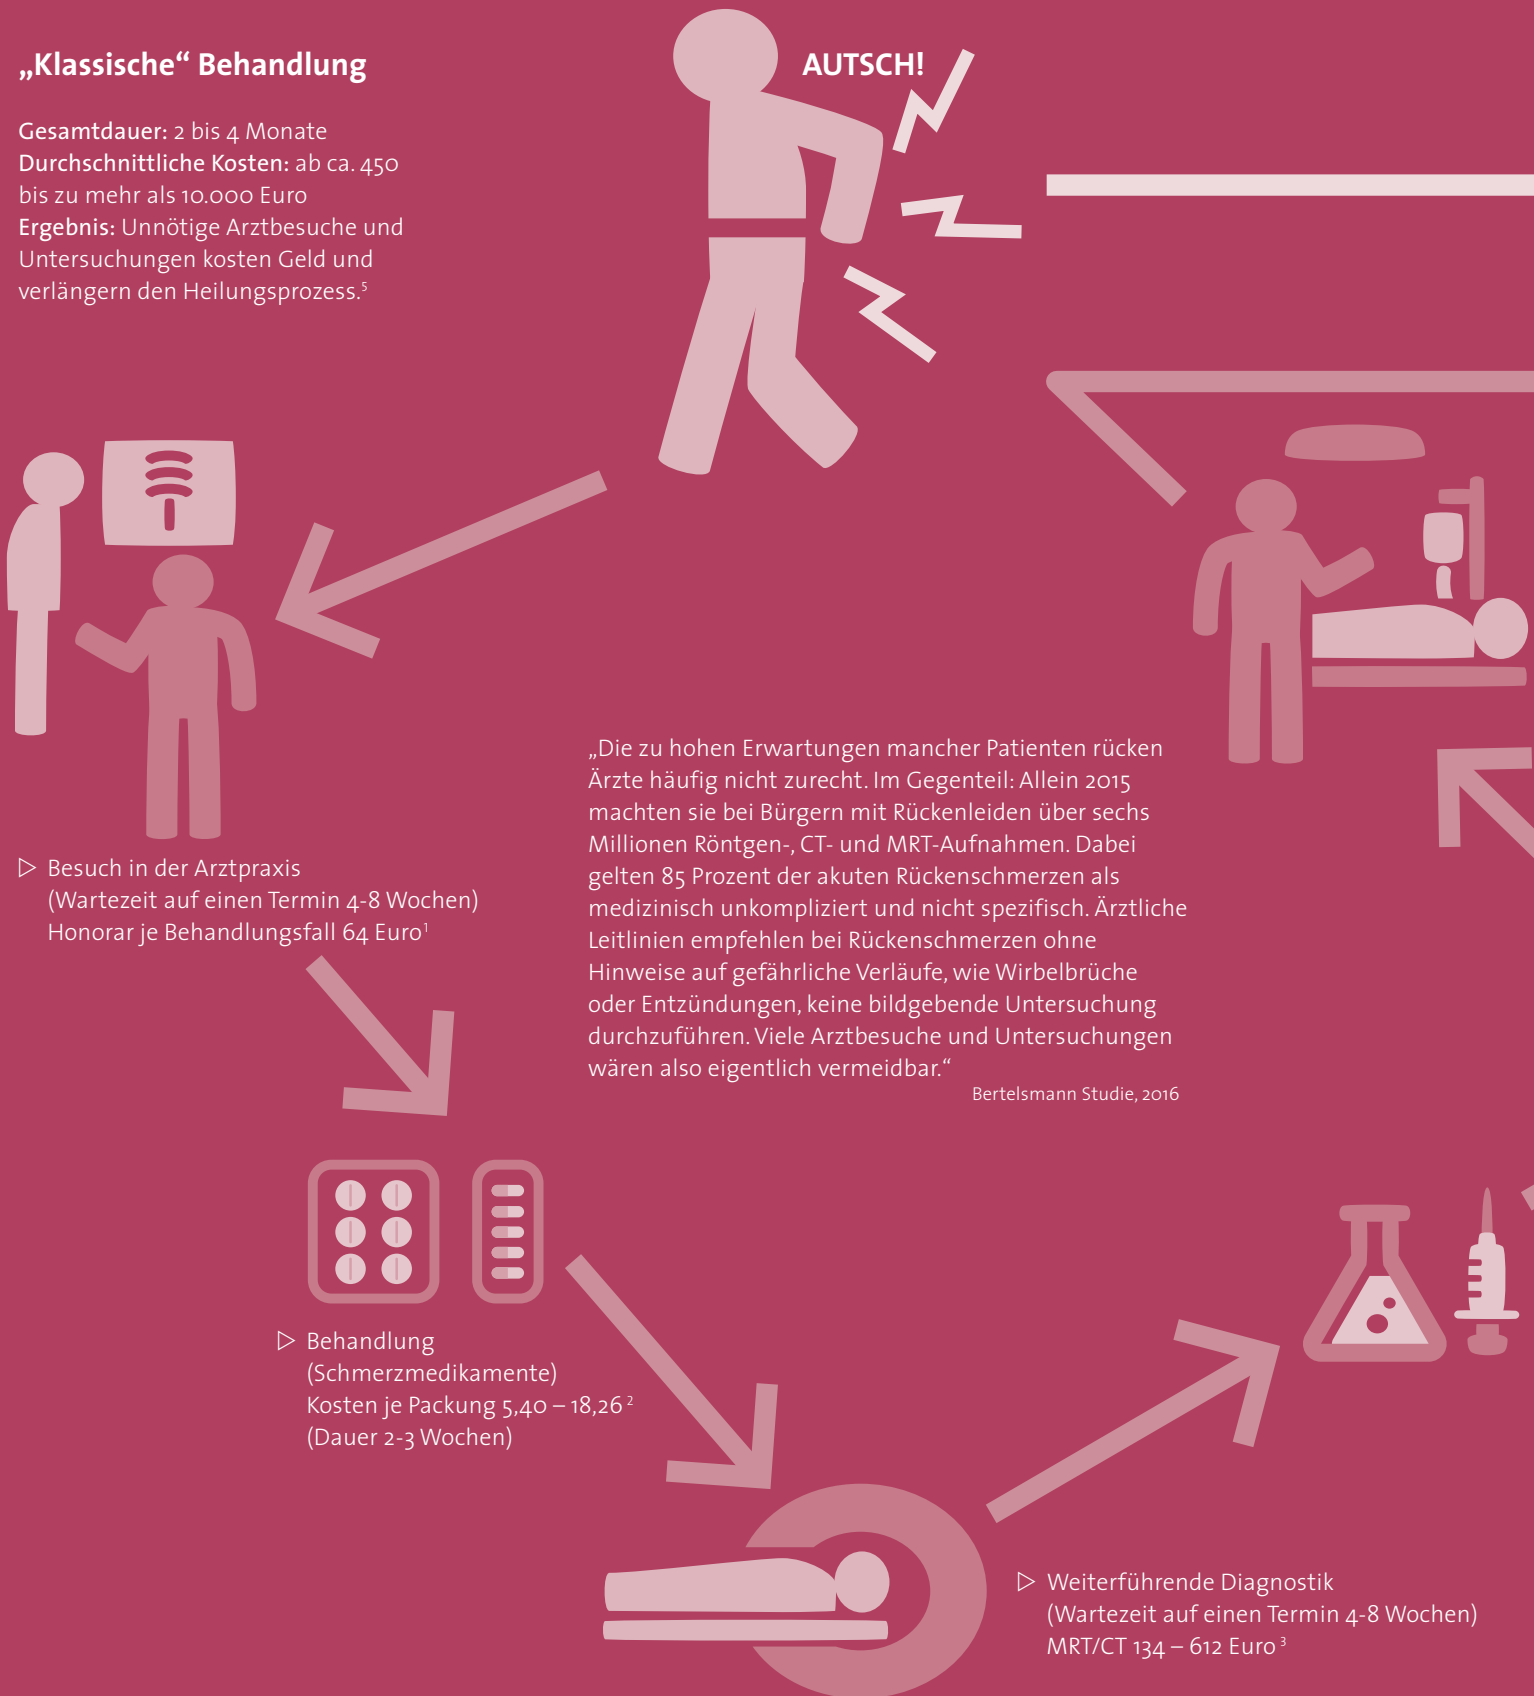 „Klassische“ Behandlung
Gesamtdauer: 2 bis 4 Monate
Durchschnittliche Kosten: ab ca. 450
bis zu mehr als 10.000 Euro
Ergebnis: Unnötige Arztbesuche und
Untersuchungen kosten Geld und
verlängern den Heilungsprozess.⁵
AUTSCH!
▷ Besuch in der Arztpraxis
(Wartezeit auf einen Termin 4-8 Wochen)
Honorar je Behandlungsfall 64 Euro¹
„Die zu hohen Erwartungen mancher Patienten rücken
Ärzte häufig nicht zurecht. Im Gegenteil: Allein 2015
machten sie bei Bürgern mit Rückenleiden über sechs
Millionen Röntgen-, CT- und MRT-Aufnahmen. Dabei
gelten 85 Prozent der akuten Rückenschmerzen als
medizinisch unkompliziert und nicht spezifisch. Ärztliche
Leitlinien empfehlen bei Rückenschmerzen ohne
Hinweise auf gefährliche Verläufe, wie Wirbelbrüche
oder Entzündungen, keine bildgebende Untersuchung
durchzuführen. Viele Arztbesuche und Untersuchungen
wären also eigentlich vermeidbar.“
Bertelsmann Studie, 2016
▷ Behandlung
(Schmerzmedikamente)
Kosten je Packung 5,40 – 18,26 ²
(Dauer 2-3 Wochen)
▷ Weiterführende Diagnostik
(Wartezeit auf einen Termin 4-8 Wochen)
MRT/CT 134 – 612 Euro ³